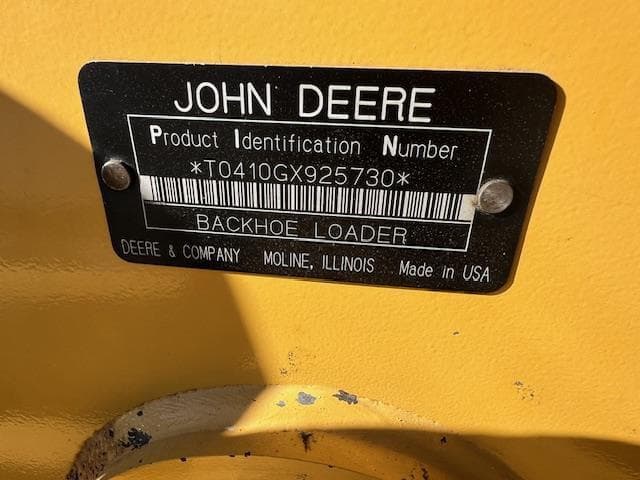 JOHN DEERE
Product Identification Number
*T0410GX925730*
BACKHOE LOADER
DEERE & COMPANY MOLINE, ILLINOIS Made in USA